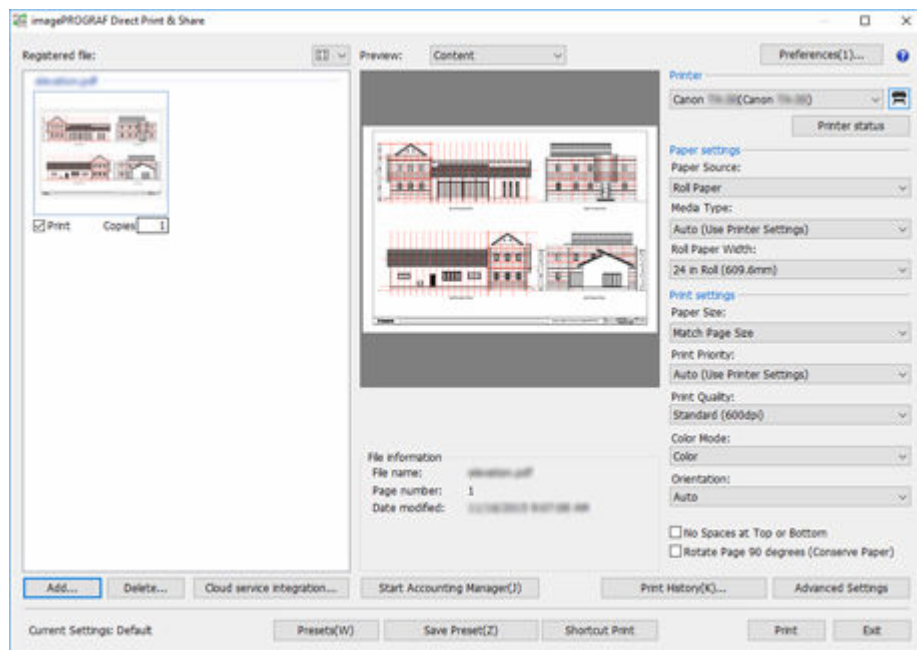 imagePROGRAF Direct Print & Share
Registered file:
Preview:
Content
Preferences(1)...
Printer
Canon (Canon )
Printer status
Paper settings
Paper Source:
Roll Paper
Media Type:
Auto (Use Printer Settings)
Roll Paper Width:
24 in Roll (609.6mm)
Print settings
Paper Size:
Match Page Size
Print Priority:
Auto (Use Printer Settings)
Print Quality:
Standard (600dpi)
Color Mode:
Color
Orientation:
Auto
No Spaces at Top or Bottom
Rotate Page 90 degrees (Conserve Paper)
Print
Copies 1
File information
File name:
Page number: 1
Date modified:
Add...
Delete...
Cloud service integration...
Start Accounting Manager(J)
Print History(K)...
Advanced Settings
Current Settings: Default
Presets(W)
Save Preset(Z)
Shortcut Print
Print
Exit